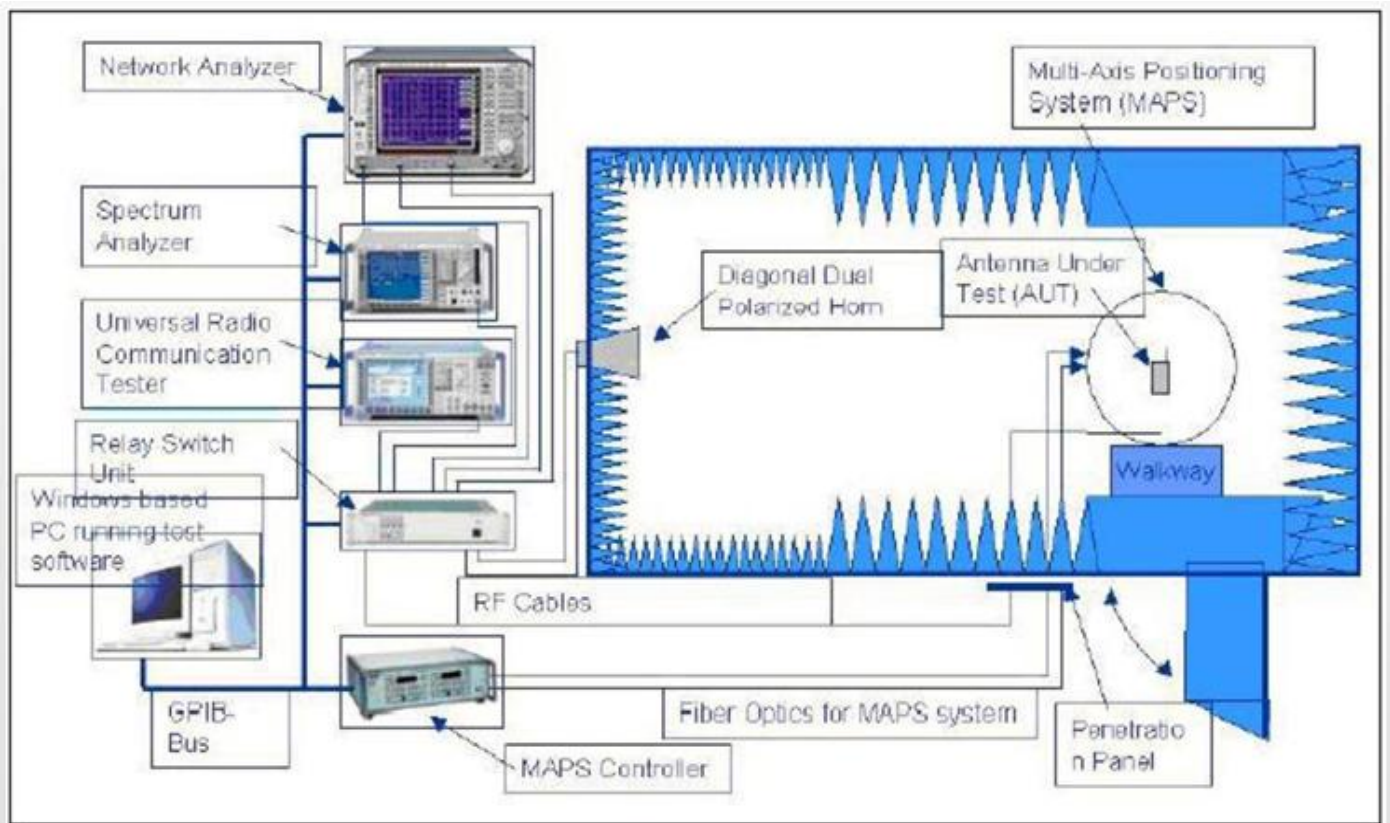 Network Analyzer
Multi-Axis Positioning
System (MAPS)
Spectrum
Analyzer
Diagonal Dual
Polarized Horn
Antenna Under
Test (AUT)
Universal Radio
Communication
Tester
Relay Switch
Unit
Walkway
Windows based
PC running test
software
RF Cables
GPIB-
Bus
Fiber Optics for MAPS system
Penetratio
n Panel
MAPS Controller